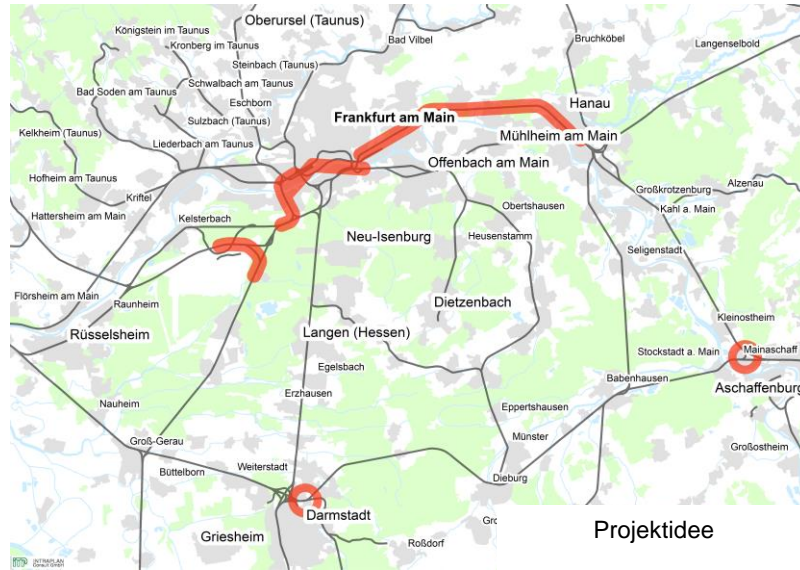 Königstein im Taunus
Oberursel (Taunus)
Kronberg im Taunus
Bad Vilbel
Bruchköbel
Langenselbold
Steinbach (Taunus)
Schwalbach am Taunus
Bad Soden am Taunus
Eschborn
Hanau
Sulzbach (Taunus)
Frankfurt am Main
Kelkheim (Taunus)
Liederbach am Taunus
Mühlheim am Main
Offenbach am Main
Hofheim am Taunus
Kriftel
Großkrotzenburg
Alzenau
Obertshausen
Kahl a. Main
Hattersheim am Main
Kelsterbach
Neu-Isenburg
Heusenstamm
Seligenstadt
Flörsheim am Main
Raunheim
Dietzenbach
Kleinostheim
Rüsselsheim
Langen (Hessen)
Stockstadt a. Main
Mainaschaff
Egelsbach
Babenhausen
Aschaffenburg
Erzhausen
Nauheim
Eppertshausen
Groß-Gerau
Münster
Großostheim
Büttelborn
Weiterstadt
Dieburg
Darmstadt
Gro
Griesheim
Roßdorf
Projektidee
INTRAPLAN
Consult GmbH